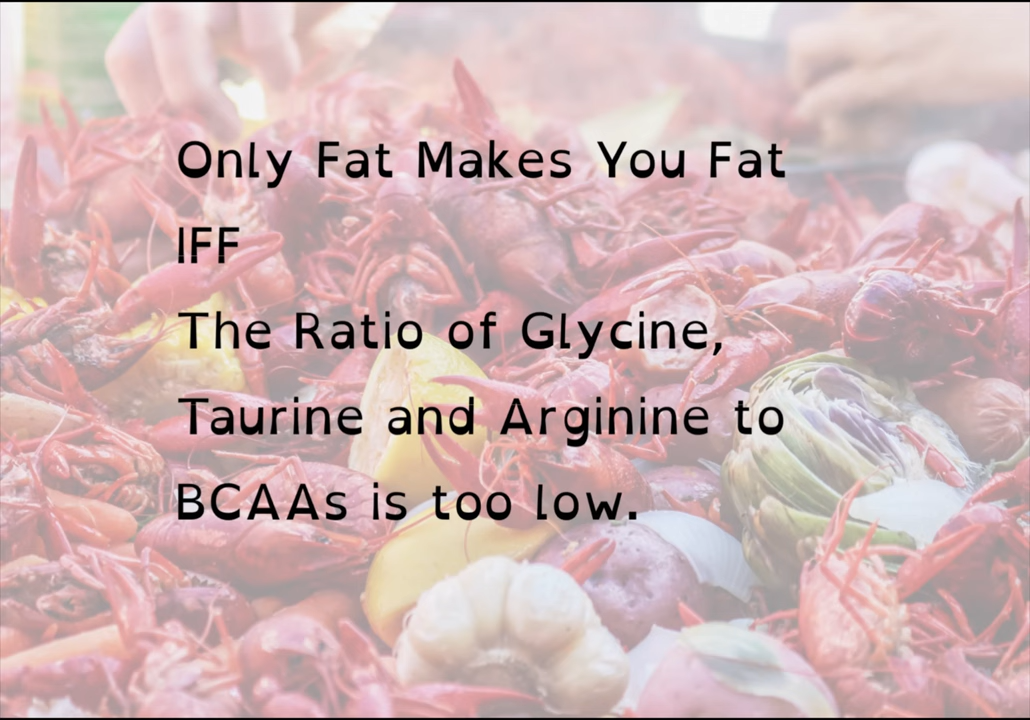 Only Fat Makes You Fat
IFF
The Ratio of Glycine,
Taurine and Arginine to
BCAAs is too low.